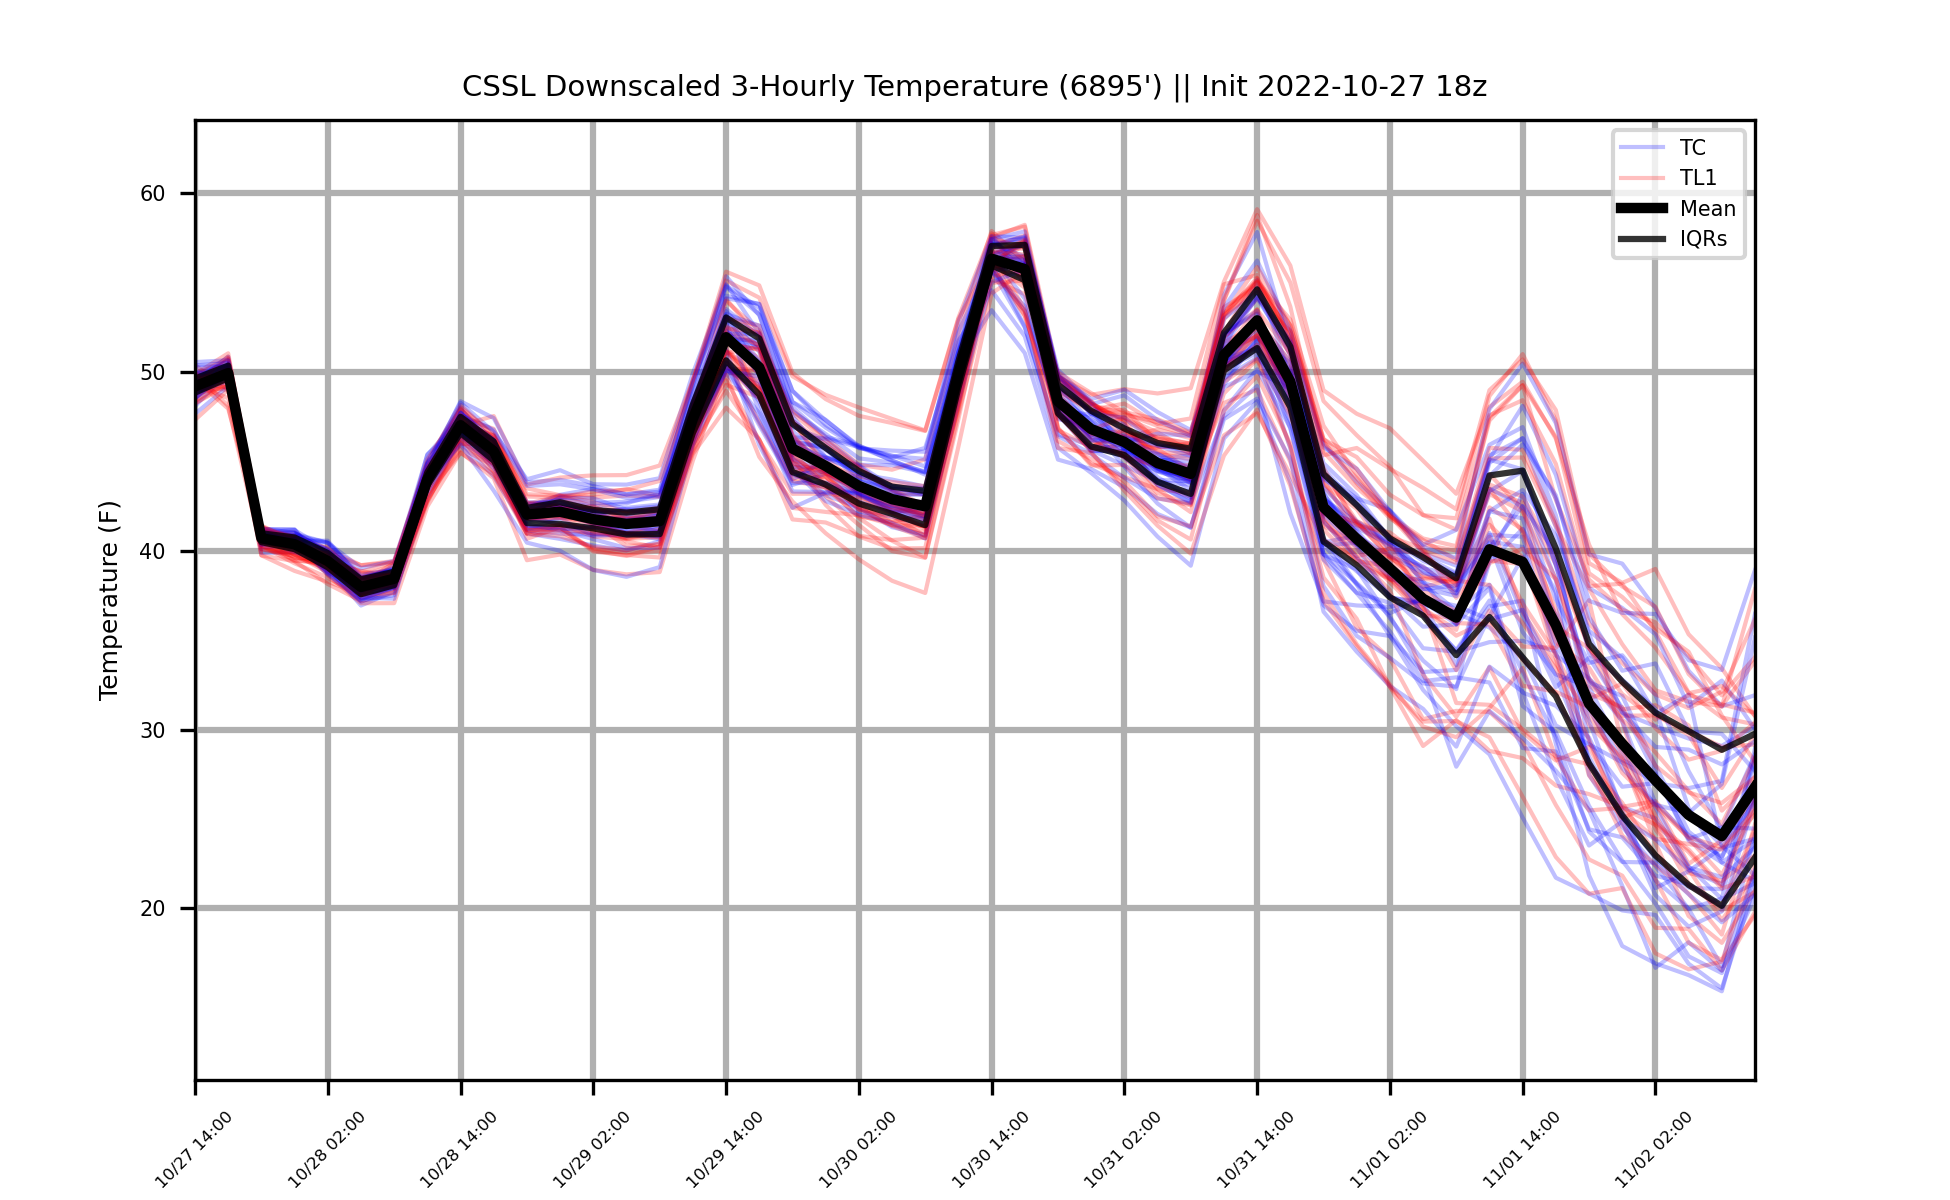 CSSL Downscaled 3-Hourly Temperature (6895') || Init 2022-10-27 18z
TC
TL1
Mean
IQRs
Temperature (F)
60
50
40
30
20
10/27 14:00
10/28 02:00
10/28 14:00
10/29 02:00
10/29 14:00
10/30 02:00
10/30 14:00
10/31 02:00
10/31 14:00
11/01 02:00
11/01 14:00
11/02 02:00